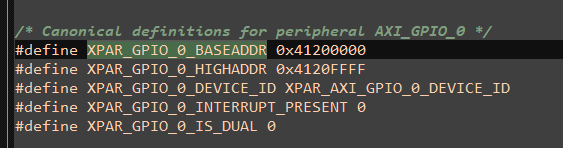 /* Canonical definitions for peripheral AXI_GPIO_0 */
#define XPAR_GPIO_0_BASEADDR 0x41200000
#define XPAR_GPIO_0_HIGHADDR 0x4120FFFF
#define XPAR_GPIO_0_DEVICE_ID XPAR_AXI_GPIO_0_DEVICE_ID
#define XPAR_GPIO_0_INTERRUPT_PRESENT 0
#define XPAR_GPIO_0_IS_DUAL 0